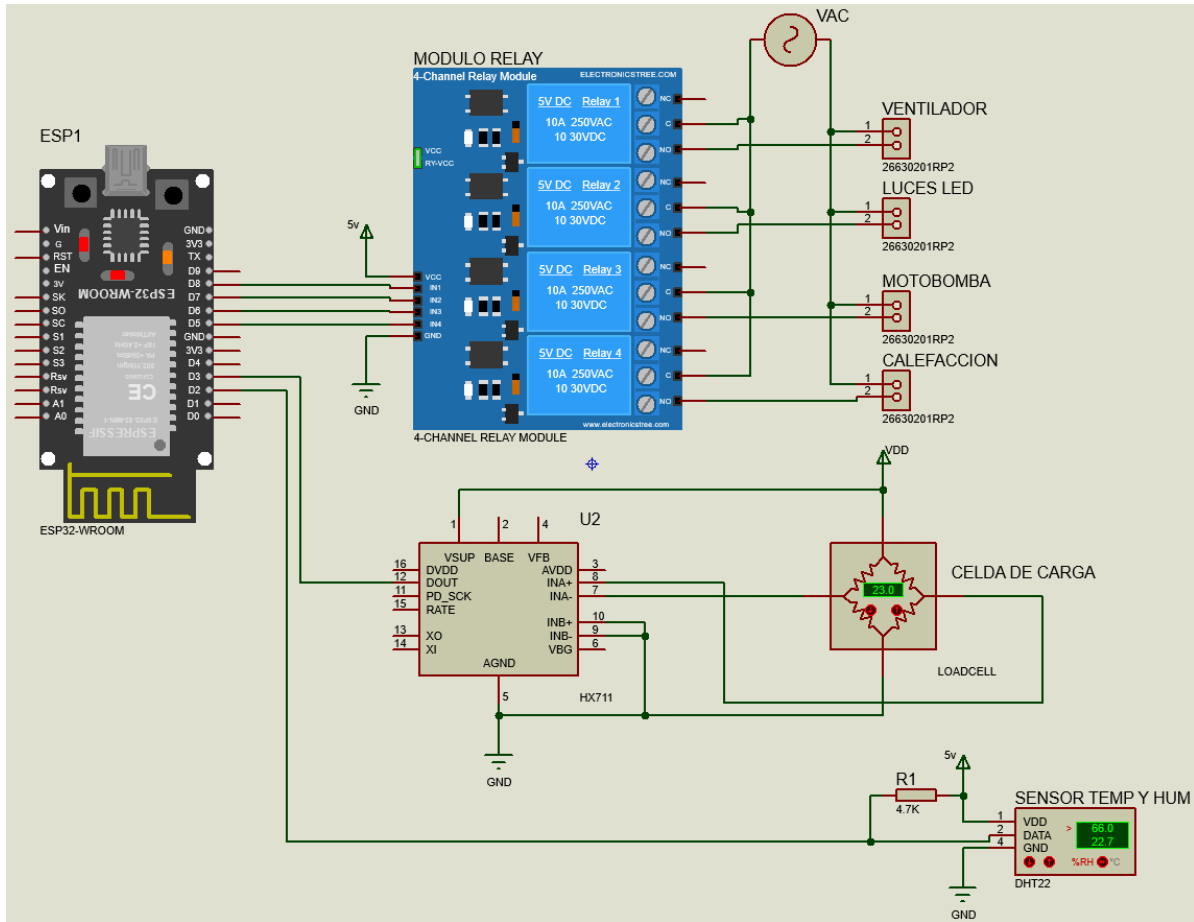 VAC
MODULO RELAY
4-Channel Relay Module
ELECTRONICSTREE.COM
VCC
RY-VCC
5V DC Relay 1
10A 250VAC
10 30VDC
NC
C
NO
5V DC Relay 2
10A 250VAC
10 30VDC
NC
C
NO
5V DC Relay 3
10A 250VAC
10 30VDC
NC
C
NO
5V DC Relay 4
10A 250VAC
10 30VDC
NC
C
NO
5v
VCC
IN1
IN2
IN3
IN4
GND
GND
www.electronicstree.com
4-CHANNEL RELAY MODULE
VENTILADOR
1
2
26630201RP2
LUCES LED
1
2
26630201RP2
MOTOBOMBA
1
2
26630201RP2
CALEFACCION
1
2
26630201RP2
ESP1
Vin
G
RST
EN
3V
SK
SO
SC
S1
S2
S3
Rsv
Rsv
A1
A0
GND
3V3
TX
D9
D8
D7
D6
D5
GND
3V3
D4
D3
D2
D1
D0
ESP32-WROOM
CE
ESPRESSIF
ESP32-WROOM
VDD
U2
1
2
4
VSUP BASE VFB
16 DVDD
12 DOUT
11 PD_SCK
15 RATE
13 XO
14 XI
AVDD 3
INA+ 8
INA- 7
INB+ 10
INB- 9
VBG 6
AGND
5
HX711
GND
CELDA DE CARGA
23.0
LOADCELL
5v
R1
4.7K
SENSOR TEMP Y HUM
1 VDD
2 DATA
4 GND
> 66.0
22.7
%RH °C
DHT22
GND